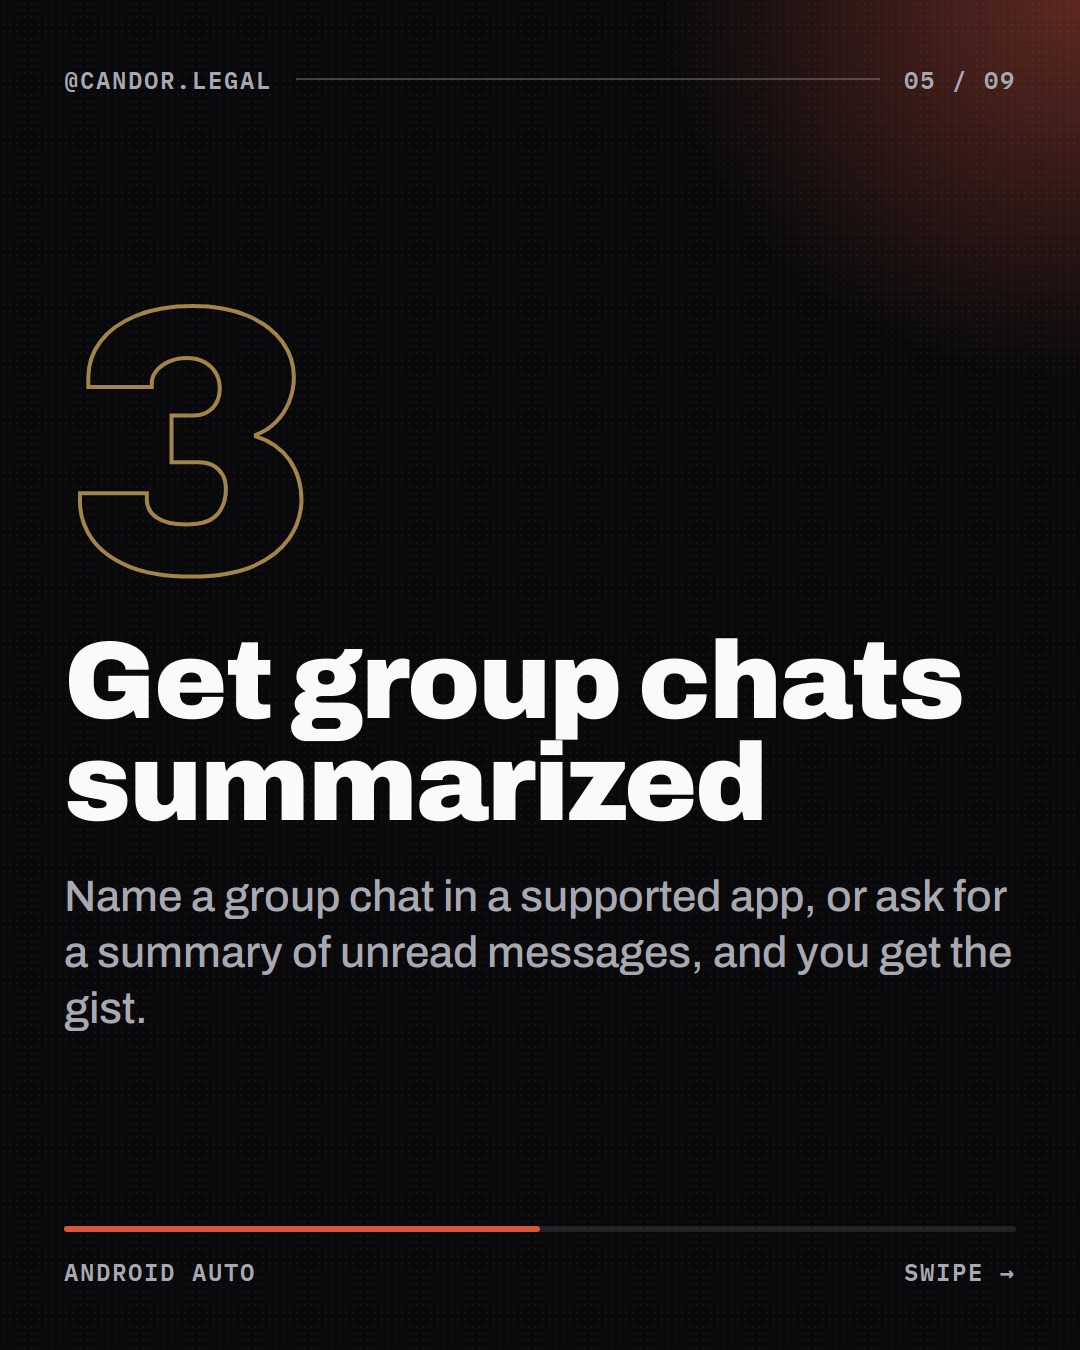 @CANDOR.LEGAL
05 / 09
3
Get group chats
summarized
Name a group chat in a supported app, or ask for
a summary of unread messages, and you get the
gist.
ANDROID AUTO
SWIPE →